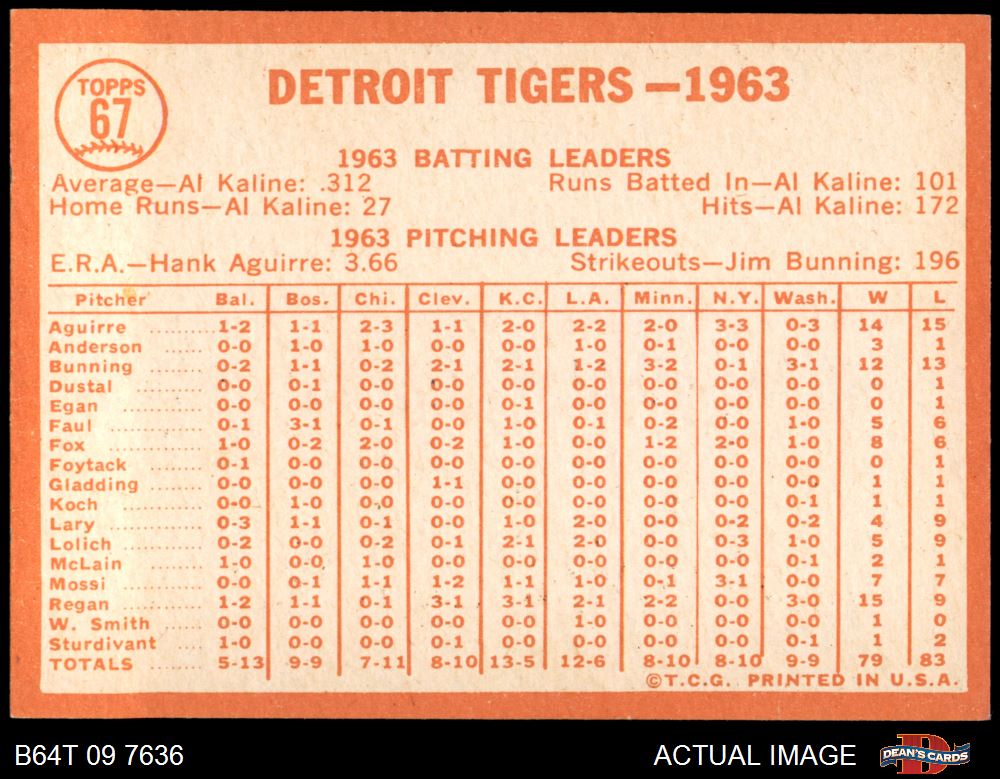 TOPPS
67
DETROIT TIGERS—1963
1963 BATTING LEADERS
Average—Al Kaline: .312 Runs Batted In—Al Kaline: 101
Home Runs—Al Kaline: 27 Hits—Al Kaline: 172
1963 PITCHING LEADERS
E.R.A.—Hank Aguirre: 3.66 Strikeouts—Jim Bunning: 196
Pitcher Bal. Bos. Chi. Clev. K.C. L.A. Minn. N.Y. Wash. W L
Aguirre ........ 1-2 1-1 2-3 1-1 2-0 2-2 2-0 3-3 0-3 14 15
Anderson ...... 0-0 1-0 1-0 0-0 0-0 1-0 0-1 0-0 0-0 3 1
Bunning ........ 0-2 1-1 0-2 2-1 2-1 1-2 3-2 0-1 3-1 12 13
Dustal ........ 0-0 0-1 0-0 0-0 0-0 0-0 0-0 0-0 0-0 0 1
Egan ......... 0-0 0-0 0-0 0-0 0-1 0-0 0-0 0-0 0-0 0 1
Faul .......... 0-1 3-1 0-1 0-0 1-0 0-1 0-2 0-0 1-0 5 6
Fox .......... 1-0 0-2 2-0 0-2 1-0 0-0 1-2 2-0 1-0 8 6
Foytack ....... 0-1 0-0 0-0 0-0 0-0 0-0 0-0 0-0 0-0 0 1
Gladding ...... 0-0 0-0 0-0 1-1 0-0 0-0 0-0 0-0 0-0 1 1
Koch .......... 0-0 1-0 0-0 0-0 0-0 0-0 0-0 0-0 0-1 1 1
Lary .......... 0-3 1-1 0-1 0-0 1-0 2-0 0-0 0-2 0-2 4 9
Lolich ........ 0-2 0-0 0-2 0-1 2-1 2-0 0-0 0-3 1-0 5 9
McLain ....... 1-0 0-0 1-0 0-0 0-0 0-0 0-0 0-0 0-1 2 1
Mossi ........ 0-0 0-1 1-1 1-2 1-1 1-0 0-1 3-1 0-0 7 7
Regan ........ 1-2 1-1 0-1 3-1 3-1 2-1 2-2 0-0 3-0 15 9
W. Smith ..... 0-0 0-0 0-0 0-0 0-0 1-0 0-0 0-0 0-0 1 0
Sturdivant .... 1-0 0-0 0-0 0-1 0-0 0-0 0-0 0-0 0-1 1 2
TOTALS ....... 5-13 9-9 7-11 8-10 13-5 12-6 8-10 8-10 9-9 79 83
©T.C.G. PRINTED IN U.S.A.
B64T 09 7636 ACTUAL IMAGE DEAN'S CARDS